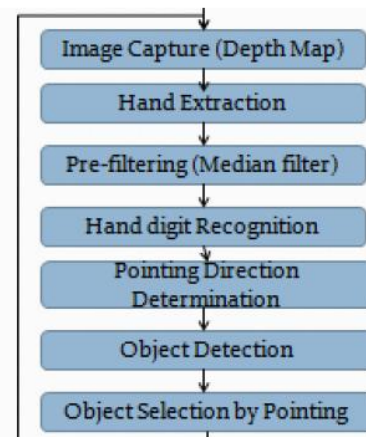 Image Capture (Depth Map)
Hand Extraction
Pre-filtering (Median filter)
Hand digit Recognition
Pointing Direction
Determination
Object Detection
Object Selection by Pointing